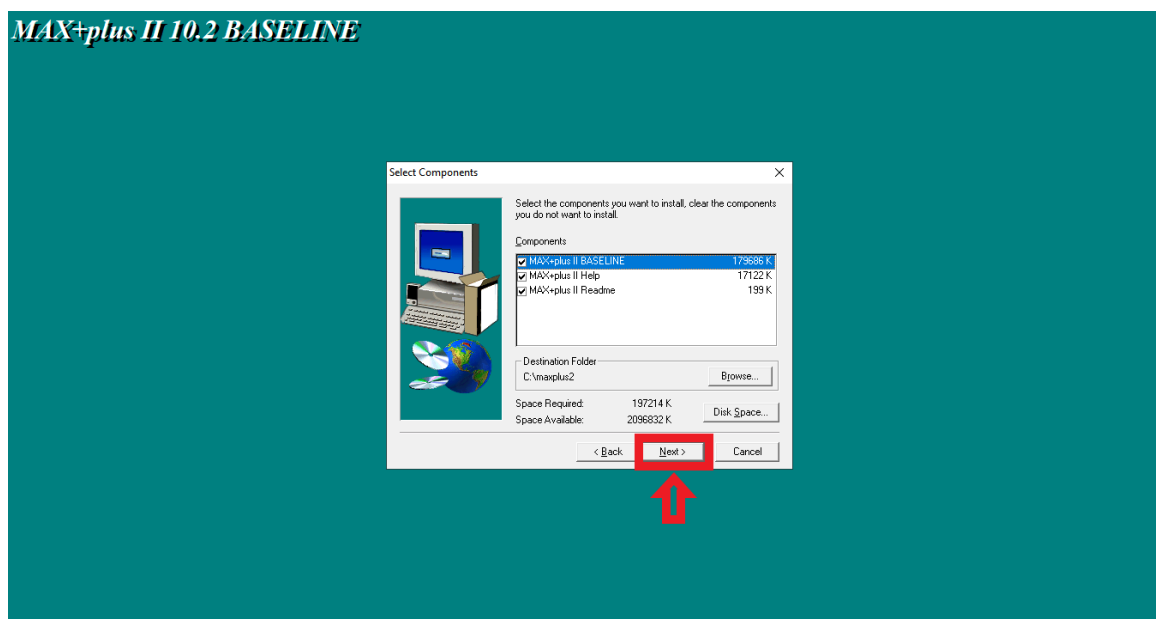 MAX+plus II 10.2 BASELINE
Select Components
Select the components you want to install, clear the components
you do not want to install.
Components
MAX+plus II BASELINE 179686 K
MAX+plus II Help 17122 K
MAX+plus II Readme 199 K
Destination Folder
C:\maxplus2
Browse...
Space Required: 197214 K
Space Available: 2096832 K
Disk Space...
< Back Next > Cancel